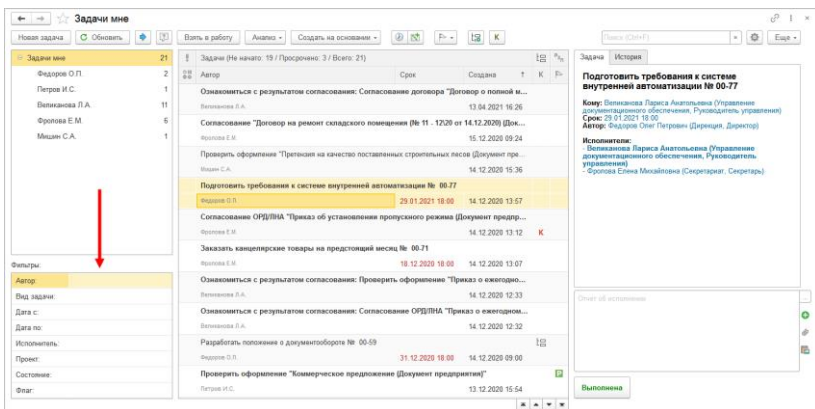 Задачи мне
Новая задача Обновить Взять в работу Анализ Создать на основании К Поиск (Ctrl+F) Еще
Задачи мне 21
Федоров О.П. 2
Петров И.С. 1
Великанова Л.А. 11
Фролова Е.М. 6
Мишин С.А. 1
Фильтры:
Автор:
Вид задачи:
Дата с:
Дата по:
Исполнитель:
Проект:
Состояние:
Флаг:
Задачи (Не начато: 19 / Просрочено: 3 / Всего: 21)
Автор Срок Создана ↑ К
Ознакомиться с результатом согласования: Согласование договора "Договор о полной м...
Великанова Л.А. 13.04.2021 16:26
Согласование "Договор на ремонт складского помещения (№ 11 - 12\20 от 14.12.2020) (Док...
Фролова Е.М. 15.12.2020 09:24
Проверить оформление "Претензия на качество поставленных строительных лесов (Документ пре...
Мишин С.А. 14.12.2020 15:36
Подготовить требования к системе внутренней автоматизации № 00-77
Федоров О.П. 29.01.2021 18:00 14.12.2020 13:57
Согласование ОРД/ЛНА "Приказ об установлении пропускного режима (Документ предпр...
Фролова Е.М. 14.12.2020 13:12 К
Заказать канцелярские товары на предстоящий месяц № 00-71
Фролова Е.М. 18.12.2020 18:00 14.12.2020 13:07
Ознакомиться с результатом согласования: Проверить оформление "Приказ о ежегодно...
Великанова Л.А. 14.12.2020 12:33
Ознакомиться с результатом согласования: Согласование ОРД/ЛНА "Приказ о ежегодном...
Великанова Л.А. 14.12.2020 12:32
Разработать положение о документообороте № 00-59
Федоров О.П. 31.12.2020 18:00 14.12.2020 09:00
Проверить оформление "Коммерческое предложение (Документ предприятия)"
Петров И.С. 13.12.2020 15:54
Задача История
Подготовить требования к системе
внутренней автоматизации № 00-77
Кому: Великанова Лариса Анатольевна (Управление
документационного обеспечения, Руководитель управления)
Срок: 29.01.2021 18:00
Автор: Федоров Олег Петрович (Дирекция, Директор)
Исполнители:
- Великанова Лариса Анатольевна (Управление
документационного обеспечения, Руководитель
управления)
- Фролова Елена Михайловна (Секретариат, Секретарь)
Отчет об исполнении
Выполнена